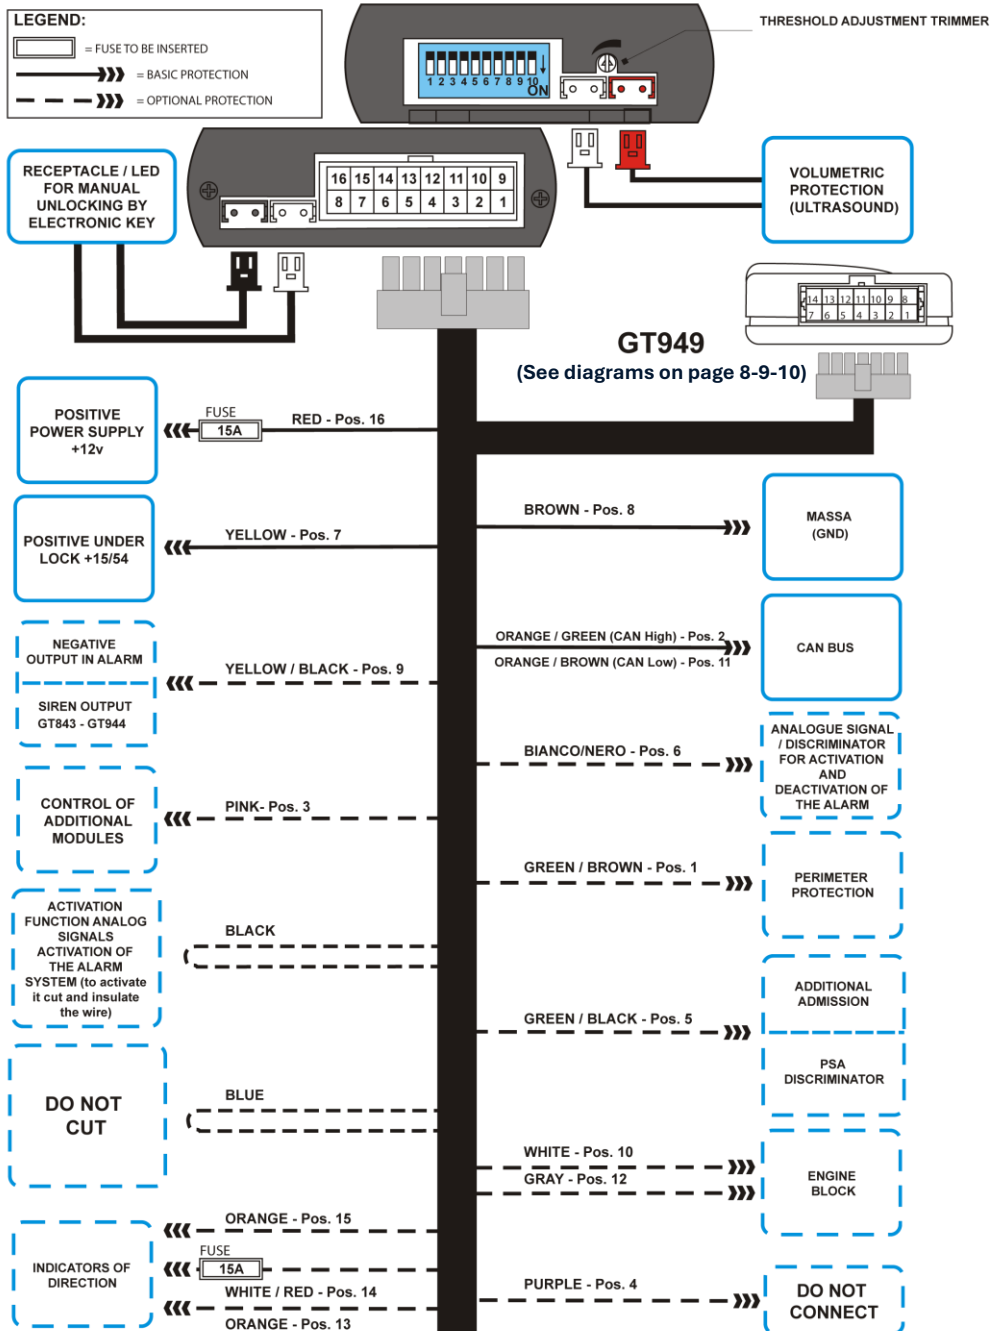 LEGEND:
= FUSE TO BE INSERTED
= BASIC PROTECTION
= OPTIONAL PROTECTION
THRESHOLD ADJUSTMENT TRIMMER
1 2 3 4 5 6 7 8 9 10
ON
RECEPTACLE / LED
FOR MANUAL
UNLOCKING BY
ELECTRONIC KEY
16 15 14 13 12 11 10 9
8 7 6 5 4 3 2 1
VOLUMETRIC
PROTECTION
(ULTRASOUND)
14 13 12 11 10 9 8
7 6 5 4 3 2 1
GT949
(See diagrams on page 8-9-10)
POSITIVE
POWER SUPPLY
+12v
FUSE
15A
RED - Pos. 16
BROWN - Pos. 8
MASSA
(GND)
POSITIVE UNDER
LOCK +15/54
YELLOW - Pos. 7
ORANGE / GREEN (CAN High) - Pos. 2
ORANGE / BROWN (CAN Low) - Pos. 11
CAN BUS
NEGATIVE
OUTPUT IN ALARM
SIREN OUTPUT
GT843 - GT944
YELLOW / BLACK - Pos. 9
BIANCO/NERO - Pos. 6
ANALOGUE SIGNAL
/ DISCRIMINATOR
FOR ACTIVATION
AND
DEACTIVATION OF
THE ALARM
CONTROL OF
ADDITIONAL
MODULES
PINK- Pos. 3
GREEN / BROWN - Pos. 1
PERIMETER
PROTECTION
ACTIVATION
FUNCTION ANALOG
SIGNALS
ACTIVATION OF
THE ALARM
SYSTEM (to activate
it cut and insulate
the wire)
BLACK
GREEN / BLACK - Pos. 5
ADDITIONAL
ADMISSION
PSA
DISCRIMINATOR
DO NOT
CUT
BLUE
WHITE - Pos. 10
GRAY - Pos. 12
ENGINE
BLOCK
INDICATORS OF
DIRECTION
ORANGE - Pos. 15
FUSE
15A
WHITE / RED - Pos. 14
ORANGE - Pos. 13
PURPLE - Pos. 4
DO NOT
CONNECT